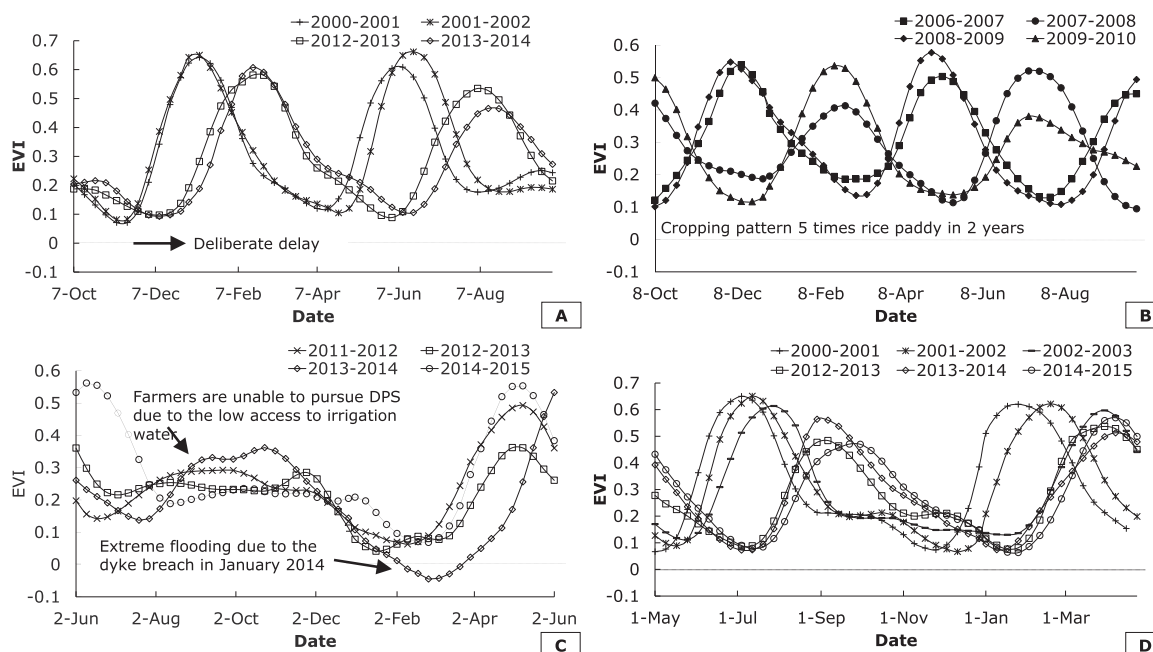 2000-2001 2001-2002
2012-2013 2013-2014
0.7
0.6
0.5
0.4
0.3
0.2
0.1
0
-0.1
EVI
Deliberate delay
7-Oct 7-Dec 7-Feb 7-Apr 7-Jun 7-Aug
Date
A
2006-2007 2007-2008
2008-2009 2009-2010
0.6
0.5
0.4
0.3
0.2
0.1
0
-0.1
EVI
Cropping pattern 5 times rice paddy in 2 years
8-Oct 8-Dec 8-Feb 8-Apr 8-Jun 8-Aug
Date
B
2011-2012 2012-2013
2013-2014 2014-2015
0.6
0.5
0.4
0.3
0.2
0.1
0
-0.1
EVI
Farmers are unable to pursue DPS
due to the low access to irrigation
water
Extreme flooding due to the
dyke breach in January 2014
2-Jun 2-Aug 2-Oct 2-Dec 2-Feb 2-Apr 2-Jun
Date
C
2000-2001 2001-2002 2002-2003
2012-2013 2013-2014 2014-2015
0.7
0.6
0.5
0.4
0.3
0.2
0.1
0
-0.1
EVI
1-May 1-Jul 1-Sep 1-Nov 1-Jan 1-Mar
Date
D